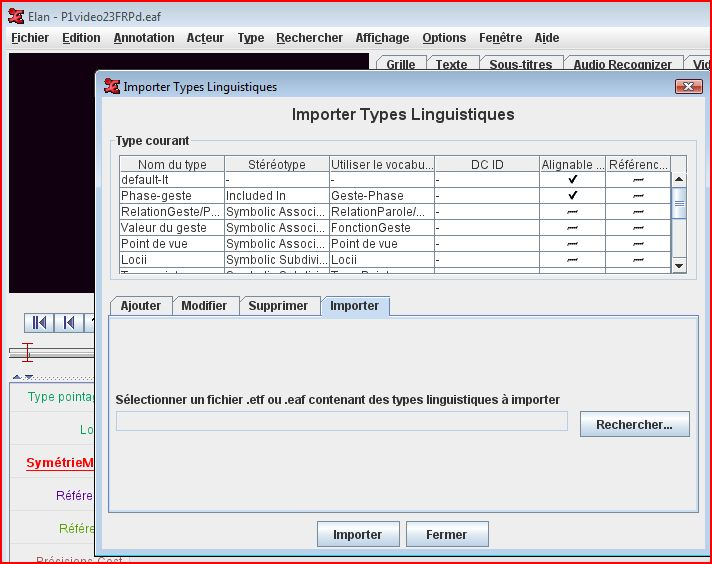 Elan - P1video23FRPd.eaf
Fichier Edition Annotation Acteur Type Rechercher Affichage Options Fenêtre Aide
Grille Texte Sous-titres Audio Recognizer
Importer Types Linguistiques
Importer Types Linguistiques
Type courant
Nom du type Stéréotype Utiliser le vocabu... DC ID Alignable ... Référenc...
default-lt - - -
Phase-geste Included In Geste-Phase -
RelationGeste/P... Symbolic Associ... RelationParole/... -
Valeur du geste Symbolic Associ... FonctionGeste -
Point de vue Symbolic Associ... Point de vue -
Locii Symbolic Subdivi... Locii -
Ajouter Modifier Supprimer Importer
Type pointa
Sélectionner un fichier .etf ou .eaf contenant des types linguistiques à importer
Rechercher...
Lo
SymétrieM
Référe
Référe
Importer Fermer